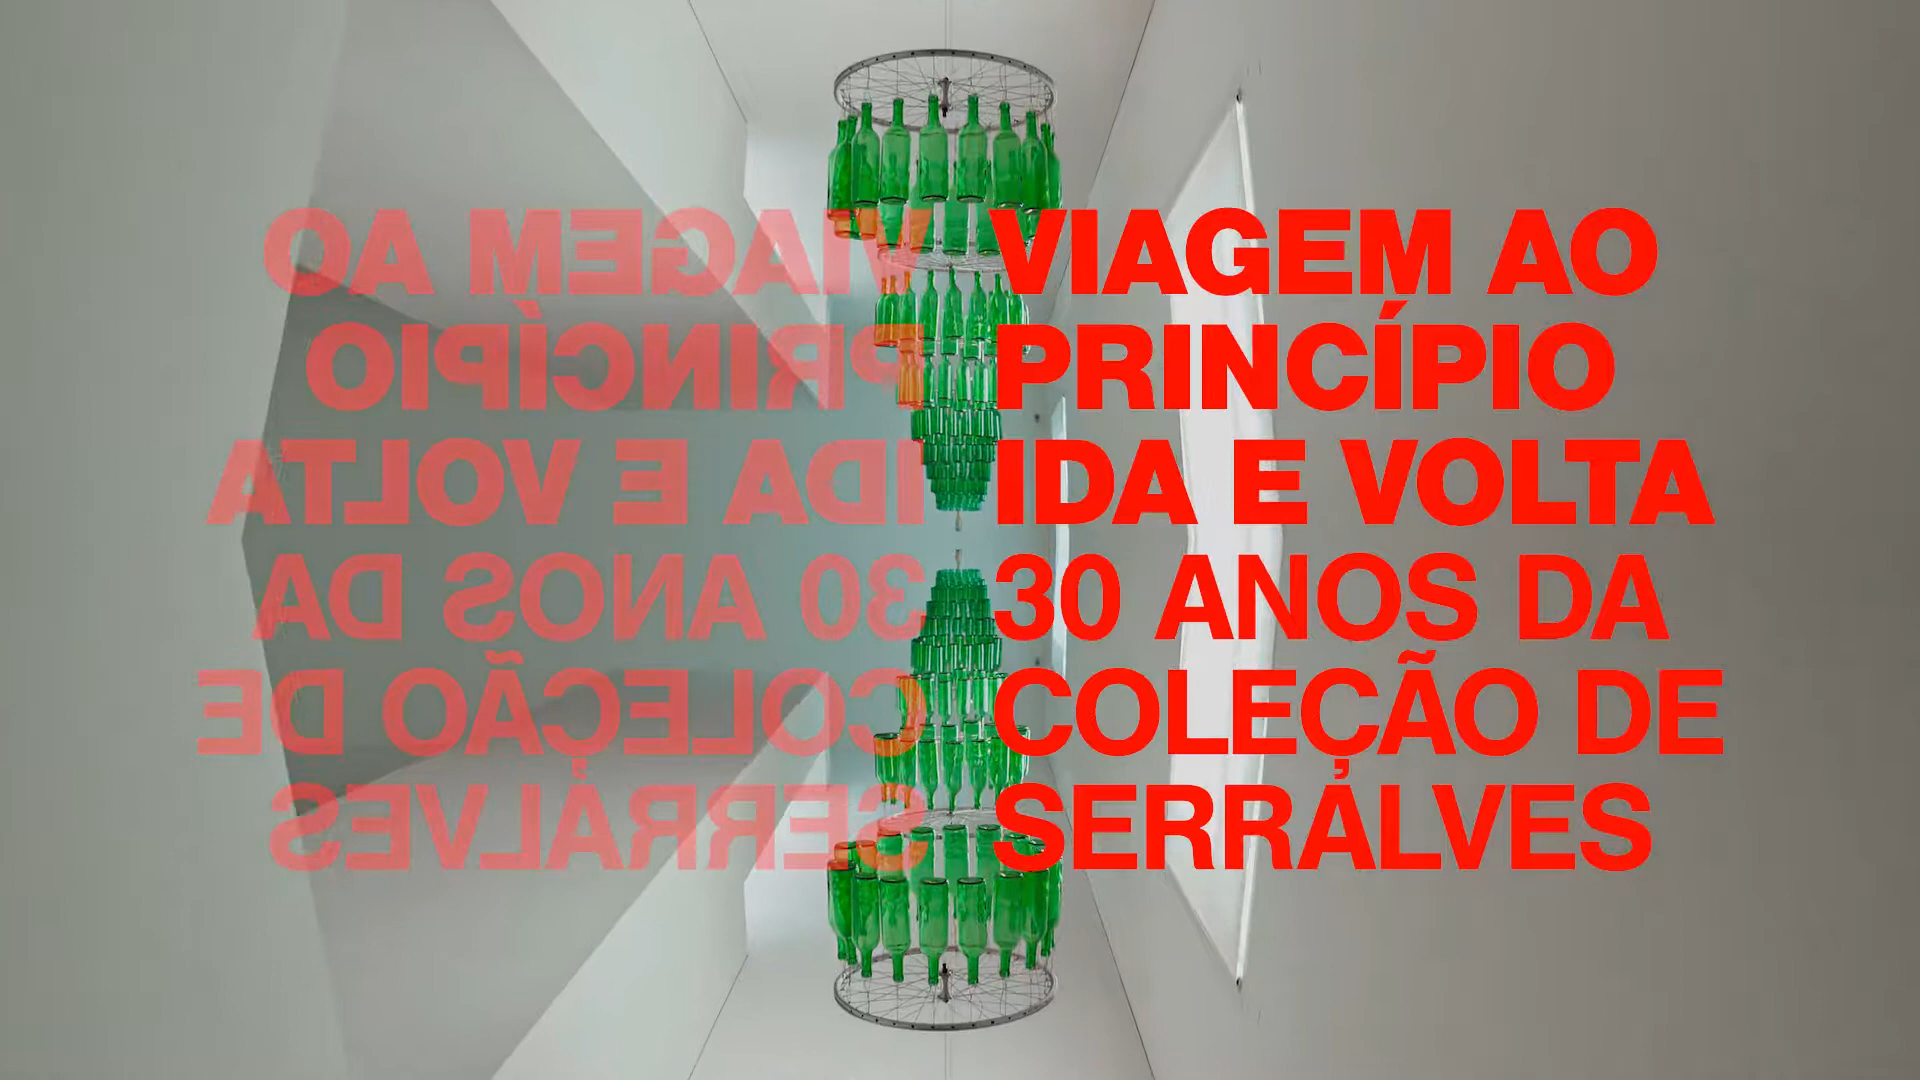 VIAGEM AO
PRINCÍPIO
IDA E VOLTA
30 ANOS DA
COLEÇÃO DE
SERRALVES